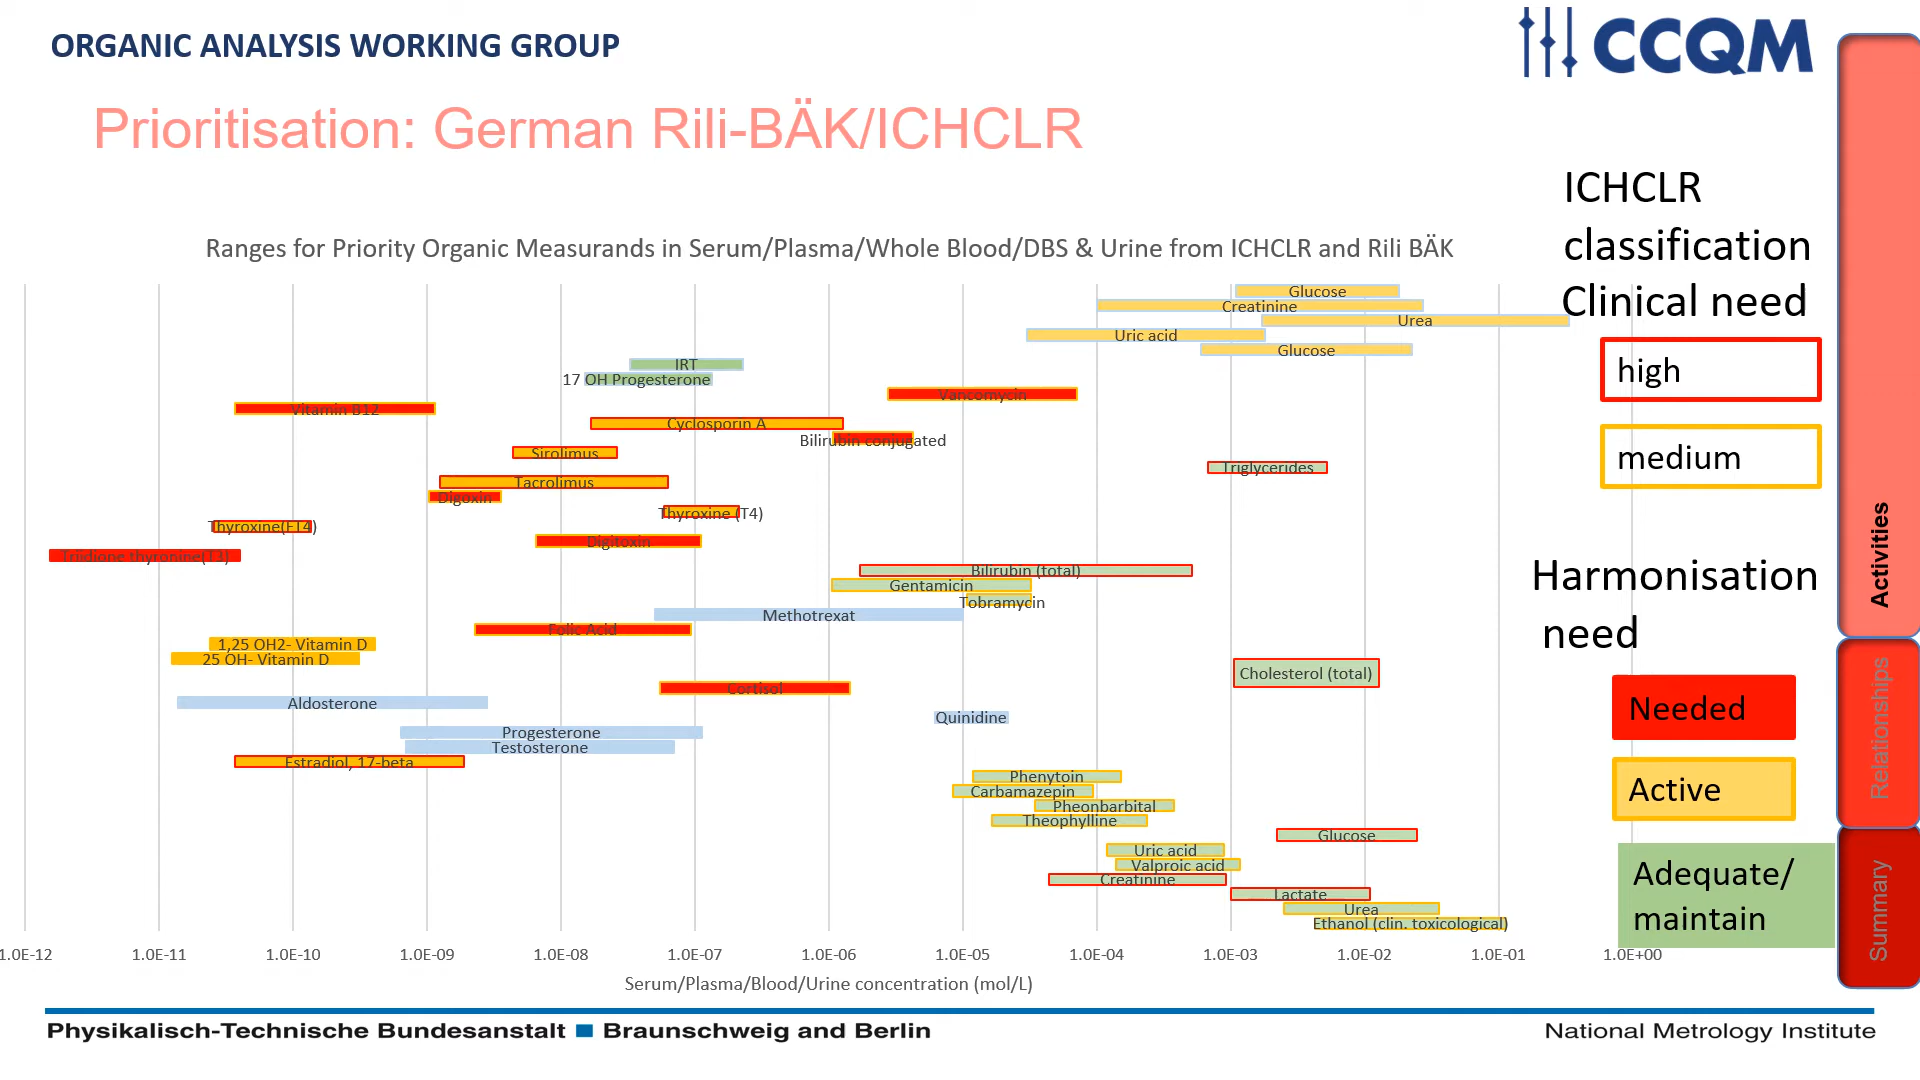 ORGANIC ANALYSIS WORKING GROUP
CCQM
Prioritisation: German Rili-BÄK/ICHCLR
Ranges for Priority Organic Measurands in Serum/Plasma/Whole Blood/DBS & Urine from ICHCLR and Rili BÄK
Glucose
Creatinine
Urea
Uric acid
Glucose
IRT
17 OH Progesterone
Vancomycin
Vitamin B12
Cyclosporin A
Bilirubin conjugated
Sirolimus
Triglycerides
Tacrolimus
Digoxin
Thyroxine (T4)
Thyroxine(FT4)
Digitoxin
Triidione thyronine(T3)
Bilirubin (total)
Gentamicin
Tobramycin
Methotrexat
Folic Acid
1,25 OH2- Vitamin D
25 OH- Vitamin D
Cholesterol (total)
Cortisol
Aldosterone
Quinidine
Progesterone
Testosterone
Estradiol, 17-beta
Phenytoin
Carbamazepin
Pheonbarbital
Theophylline
Glucose
Uric acid
Valproic acid
Creatinine
Lactate
Urea
Ethanol (clin. toxicological)
1.0E-12 1.0E-11 1.0E-10 1.0E-09 1.0E-08 1.0E-07 1.0E-06 1.0E-05 1.0E-04 1.0E-03 1.0E-02 1.0E-01 1.0E+00
Serum/Plasma/Blood/Urine concentration (mol/L)
ICHCLR
classification
Clinical need
high
medium
Harmonisation
need
Needed
Active
Adequate/
maintain
Activities
Relationships
Summary
Physikalisch-Technische Bundesanstalt ■ Braunschweig and Berlin
National Metrology Institute